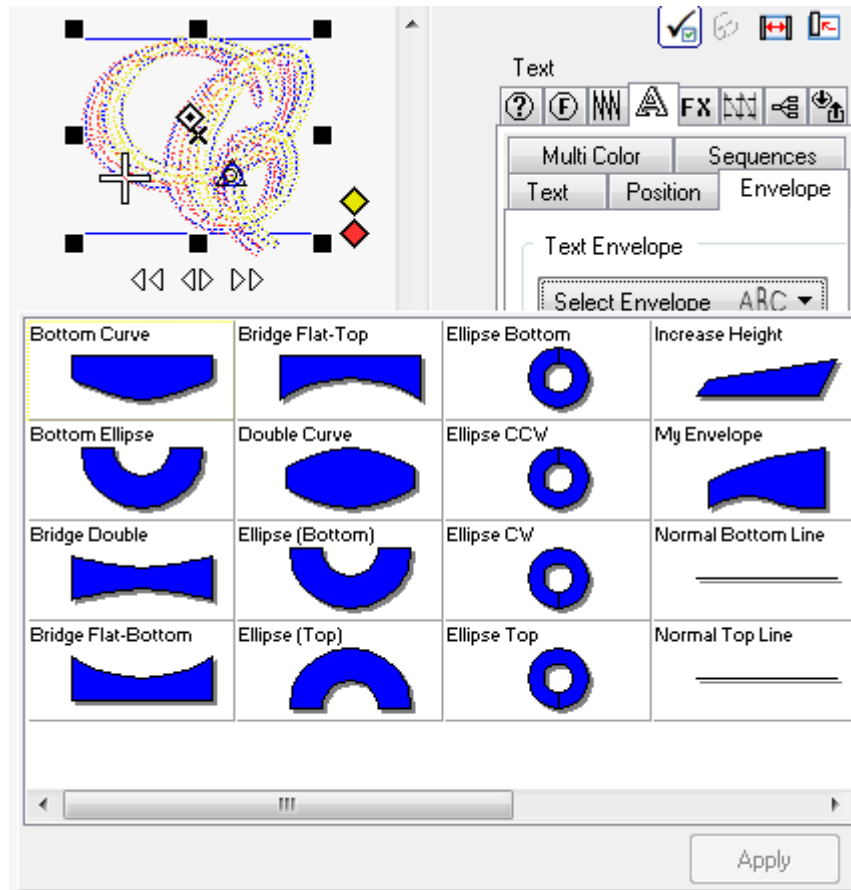 Text
? F A FX
Multi Color Sequences
Text Position Envelope
Text Envelope
Select Envelope ABC
Bottom Curve Bridge Flat-Top Ellipse Bottom Increase Height
Bottom Ellipse Double Curve Ellipse CCW My Envelope
Bridge Double Ellipse (Bottom) Ellipse CW Normal Bottom Line
Bridge Flat-Bottom Ellipse (Top) Ellipse Top Normal Top Line
Apply